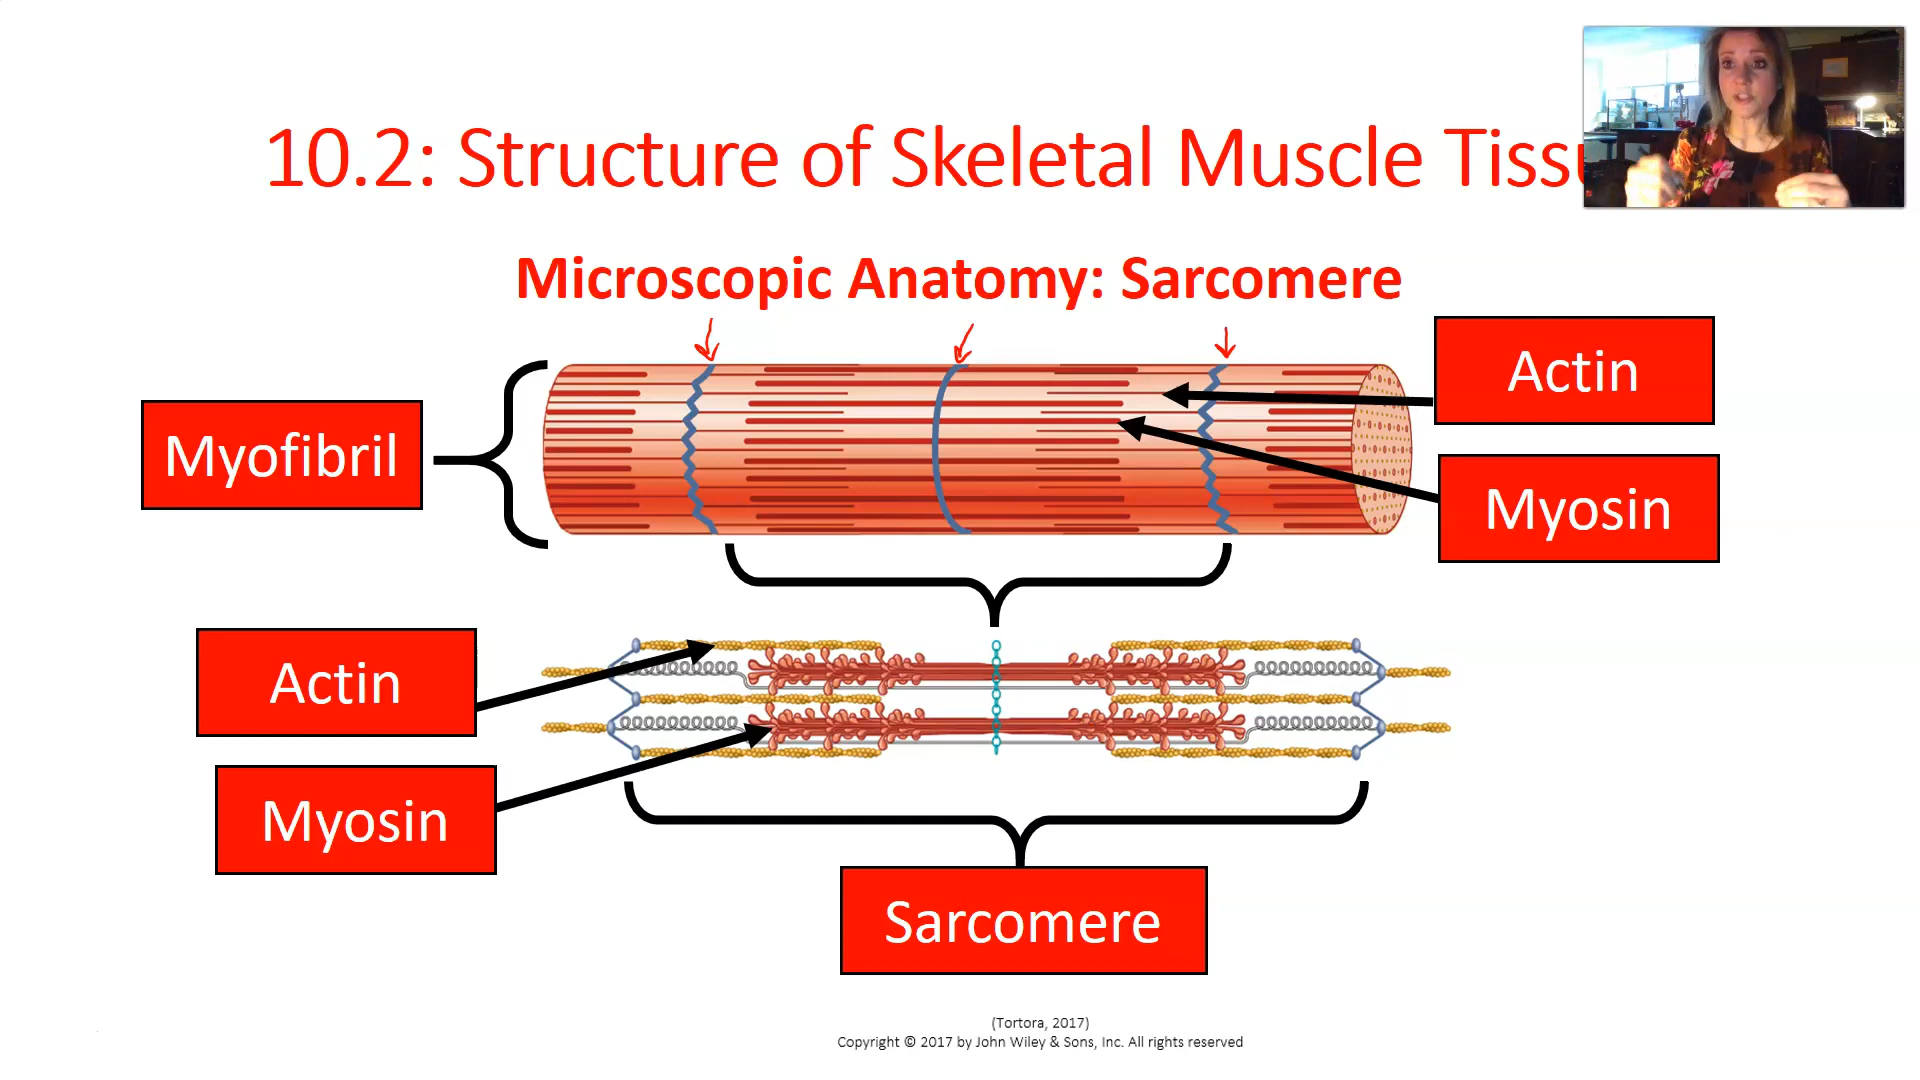 10.2: Structure of Skeletal Muscle
Microscopic Anatomy: Sarcomere
Actin
Myofibril
Myosin
Actin
Myosin
Sarcomere
(Tortora, 2017)
Copyright © 2017 by John Wiley & Sons, Inc. All rights reserved